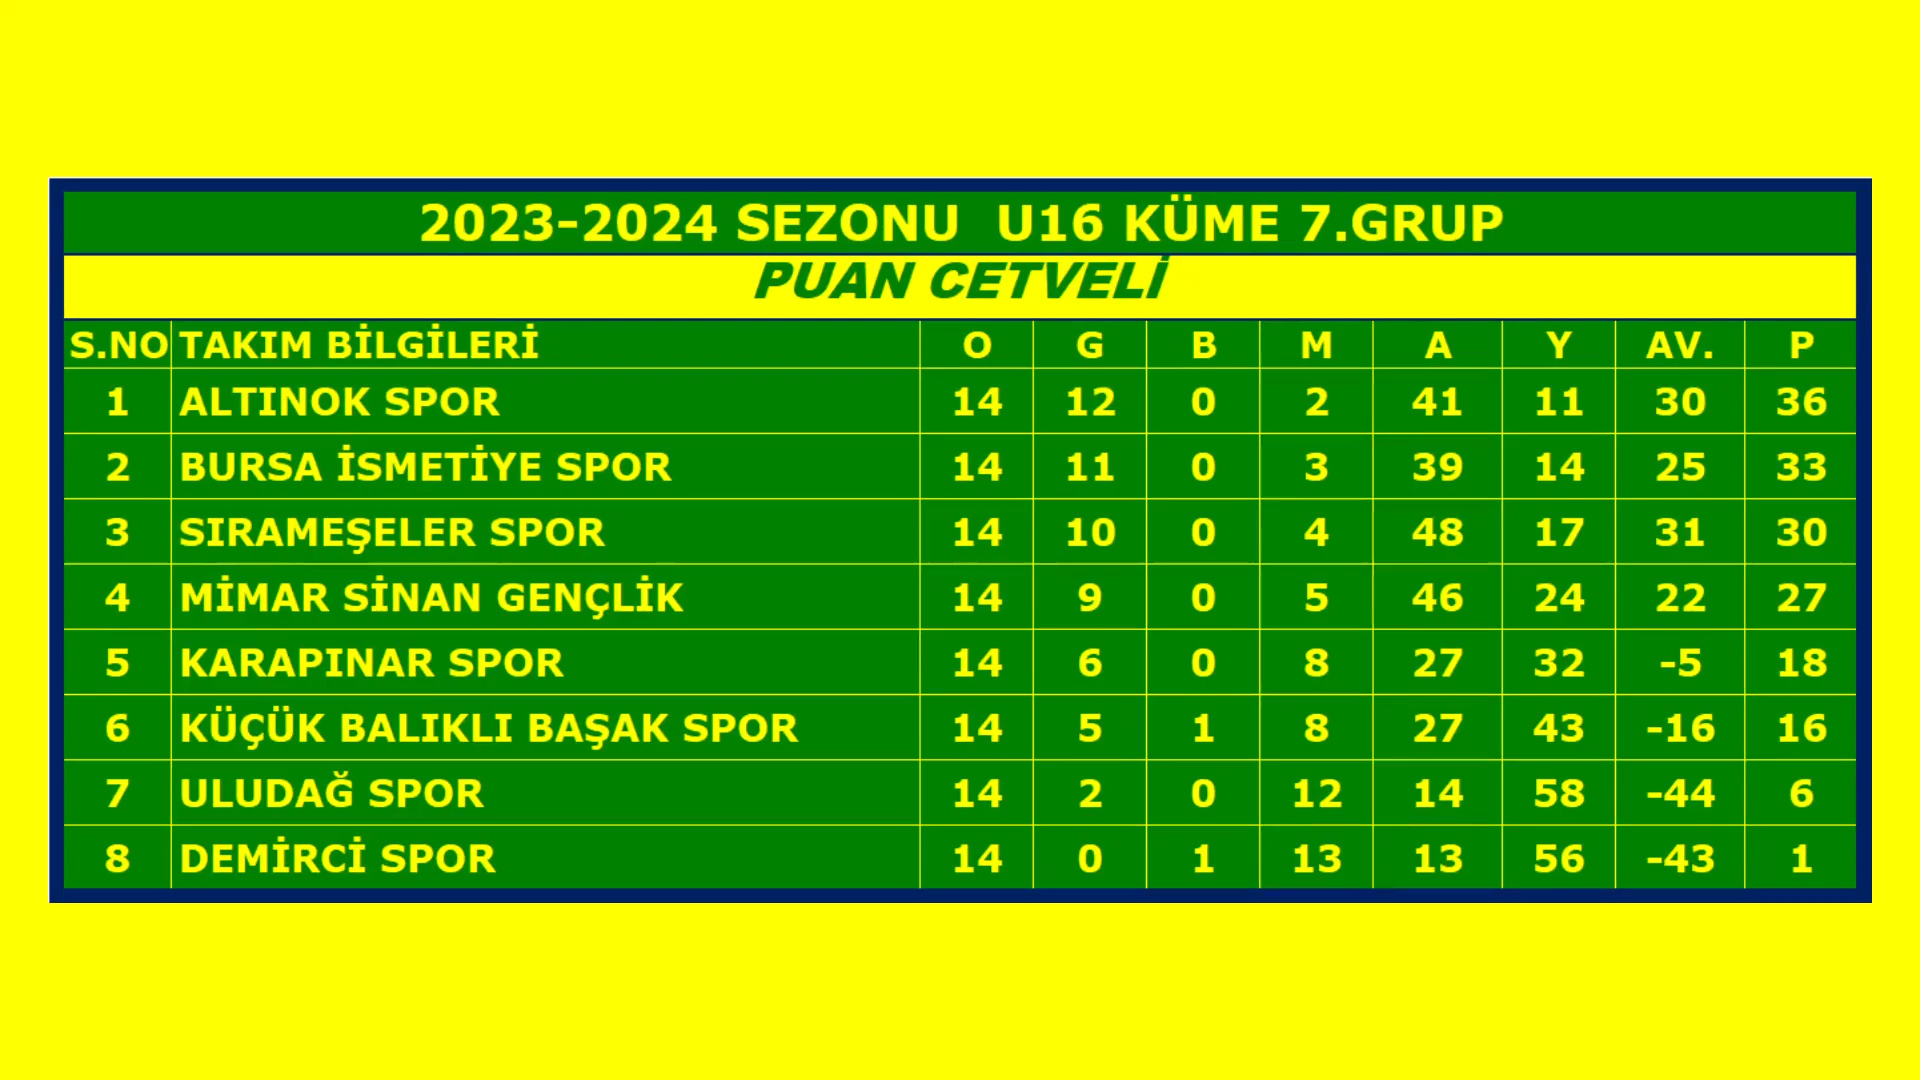 2023-2024 SEZONU  U16 KÜME 7.GRUP
PUAN CETVELİ
S.NO TAKIM BİLGİLERİ O G B M A Y AV. P
1 ALTINOK SPOR 14 12 0 2 41 11 30 36
2 BURSA İSMETİYE SPOR 14 11 0 3 39 14 25 33
3 SIRAMEŞELER SPOR 14 10 0 4 48 17 31 30
4 MİMAR SİNAN GENÇLİK 14 9 0 5 46 24 22 27
5 KARAPINAR SPOR 14 6 0 8 27 32 -5 18
6 KÜÇÜK BALIKLI BAŞAK SPOR 14 5 1 8 27 43 -16 16
7 ULUDAĞ SPOR 14 2 0 12 14 58 -44 6
8 DEMİRCİ SPOR 14 0 1 13 13 56 -43 1